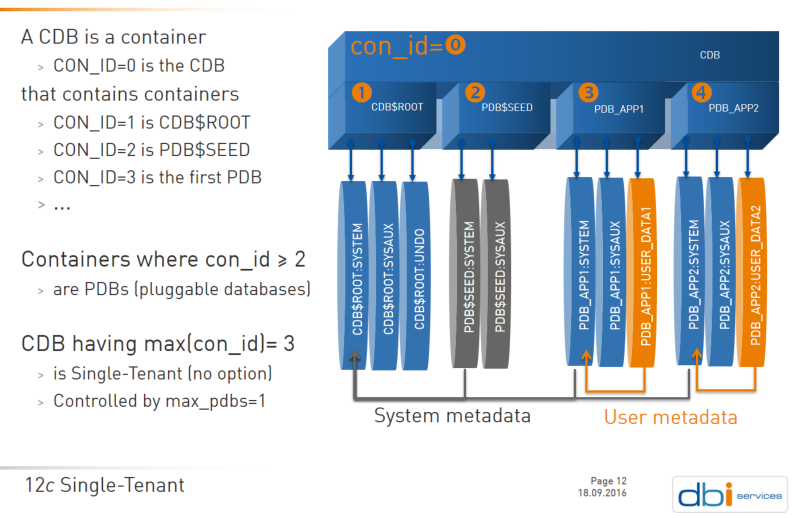 A CDB is a container
> CON_ID=0 is the CDB
that contains containers
> CON_ID=1 is CDB$ROOT
> CON_ID=2 is PDB$SEED
> CON_ID=3 is the first PDB
> ...
Containers where con_id ⩾ 2
> are PDBs (pluggable databases)
CDB having max(con_id)= 3
> is Single-Tenant (no option)
> Controlled by max_pdbs=1
con_id=0
CDB
1
CDB$ROOT
2
PDB$SEED
3
PDB_APP1
4
PDB_APP2
CDB$ROOT:SYSTEM
CDB$ROOT:SYSAUX
CDB$ROOT:UNDO
PDB$SEED:SYSTEM
PDB$SEED:SYSAUX
PDB_APP1:SYSTEM
PDB_APP1:SYSAUX
PDB_APP1:USER_DATA1
PDB_APP2:SYSTEM
PDB_APP2:SYSAUX
PDB_APP2:USER_DATA2
System metadata
User metadata
12c Single-Tenant
Page 12
18.09.2016
dbi services